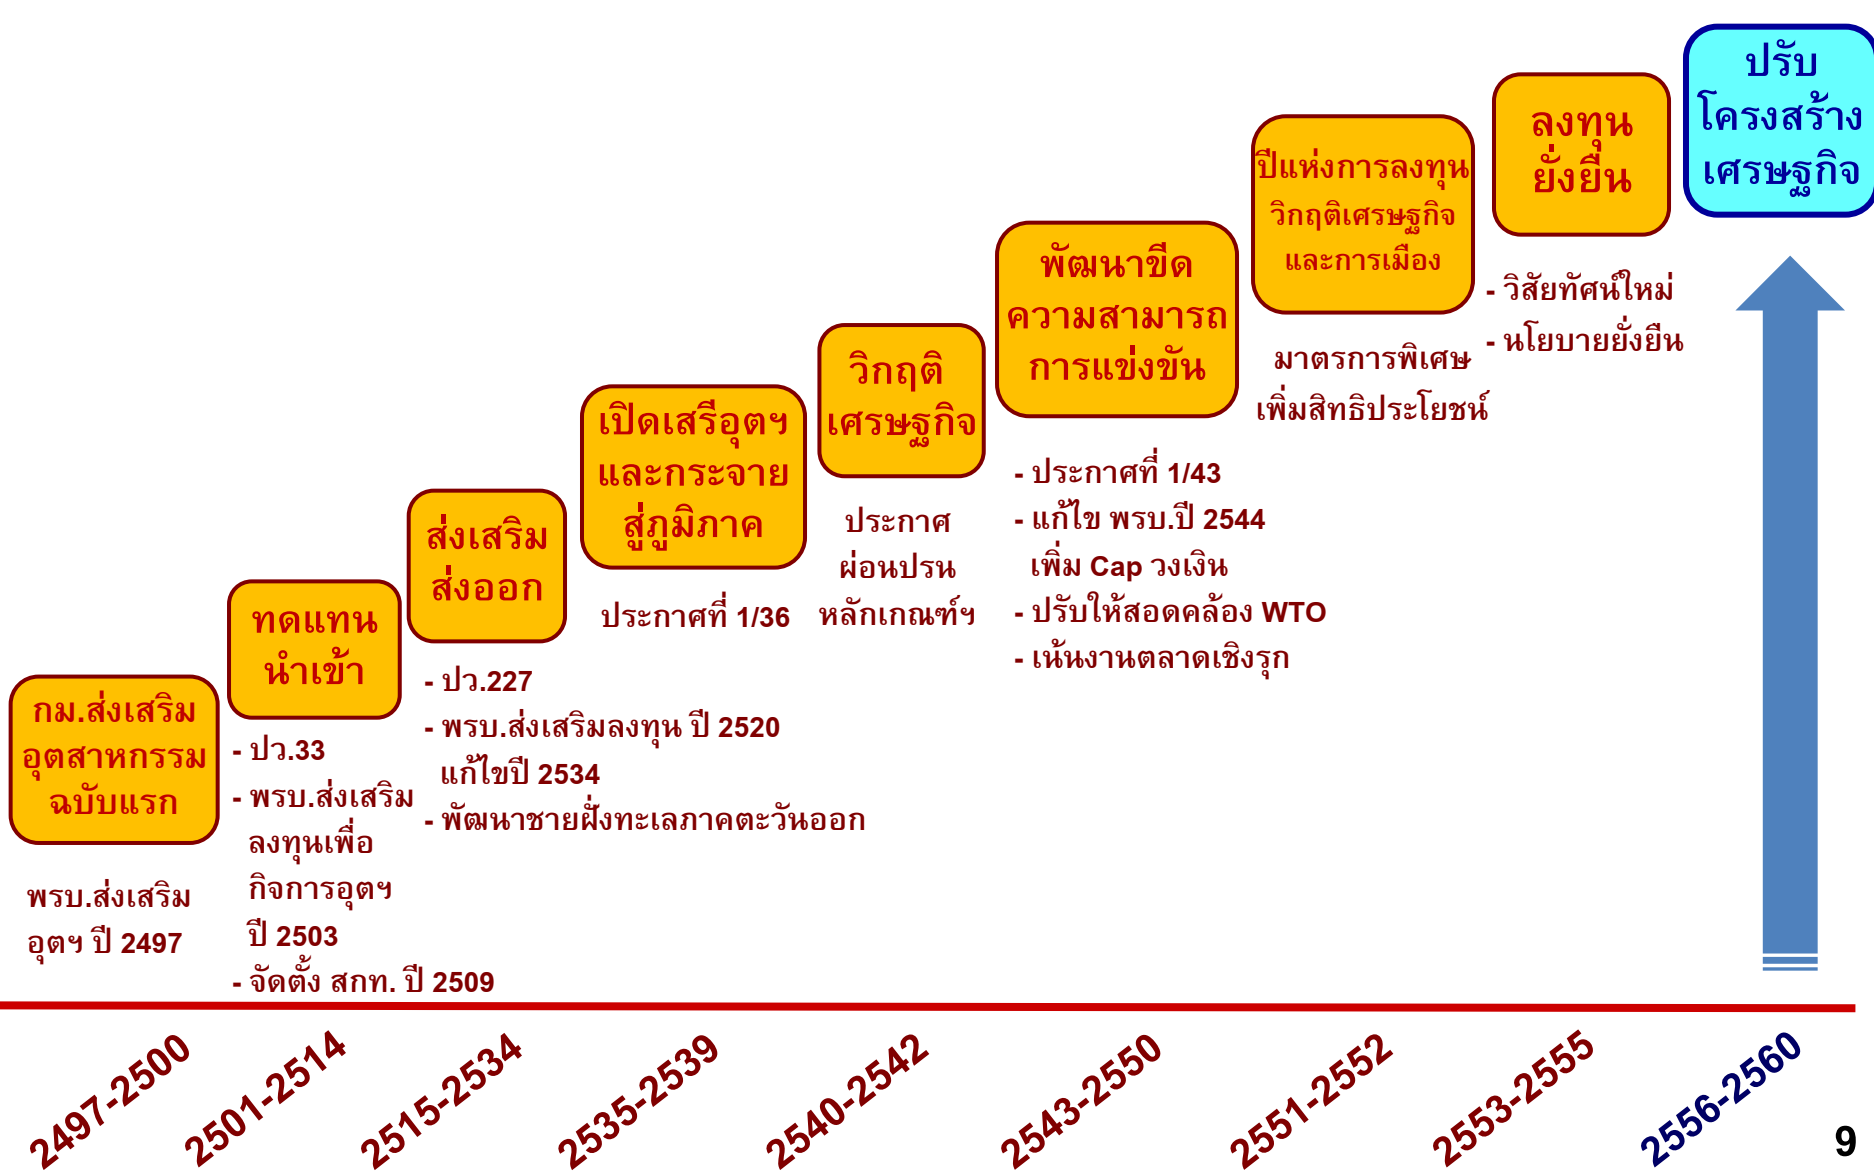 กม.ส่งเสริม
อุตสาหกรรม
ฉบับแรก
พรบ.ส่งเสริม
อุตฯ ปี 2497
ทดแทน
นำเข้า
- ปว.33
- พรบ.ส่งเสริม
ลงทุนเพื่อ
กิจการอุตฯ
ปี 2503
- จัดตั้ง สกท. ปี 2509
ส่งเสริม
ส่งออก
- ปว.227
- พรบ.ส่งเสริมลงทุน ปี 2520
แก้ไขปี 2534
- พัฒนาชายฝั่งทะเลภาคตะวันออก
เปิดเสรีอุตฯ
และกระจาย
สู่ภูมิภาค
ประกาศที่ 1/36
วิกฤติ
เศรษฐกิจ
ประกาศ
ผ่อนปรน
หลักเกณฑ์ฯ
พัฒนาขีด
ความสามารถ
การแข่งขัน
- ประกาศที่ 1/43
- แก้ไข พรบ.ปี 2544
เพิ่ม Cap วงเงิน
- ปรับให้สอดคล้อง WTO
- เน้นงานตลาดเชิงรุก
ปีแห่งการลงทุน
วิกฤติเศรษฐกิจ
และการเมือง
มาตรการพิเศษ
เพิ่มสิทธิประโยชน์
ลงทุน
ยั่งยืน
- วิสัยทัศน์ใหม่
- นโยบายยั่งยืน
ปรับ
โครงสร้าง
เศรษฐกิจ
2497-2500
2501-2514
2515-2534
2535-2539
2540-2542
2543-2550
2551-2552
2553-2555
2556-2560
9